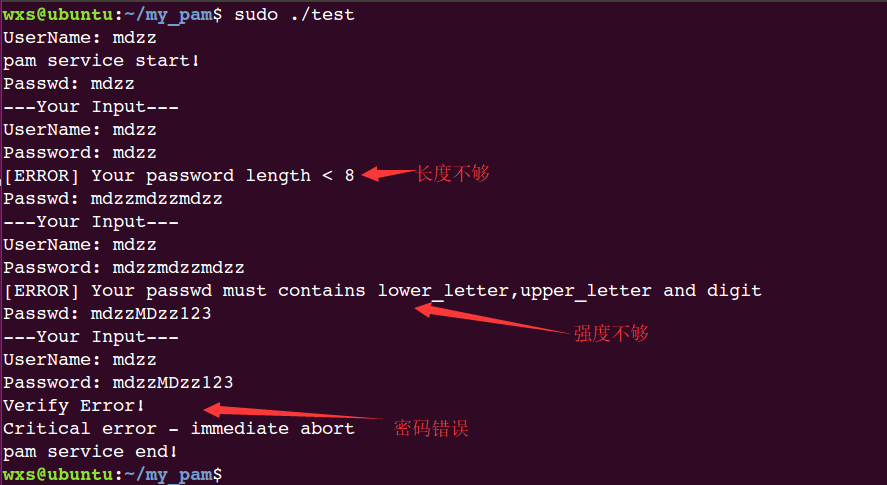 wxs@ubuntu:~/my_pam$ sudo ./test
UserName: mdzz
pam service start!
Passwd: mdzz
---Your Input---
UserName: mdzz
Password: mdzz
[ERROR] Your password length < 8 长度不够
Passwd: mdzzmdzzmdzz
---Your Input---
UserName: mdzz
Password: mdzzmdzzmdzz
[ERROR] Your passwd must contains lower_letter,upper_letter and digit
Passwd: mdzzMDzz123
---Your Input---
强度不够
UserName: mdzz
Password: mdzzMDzz123
Verify Error!
Critical error - immediate abort 密码错误
pam service end!
wxs@ubuntu:~/my_pam$